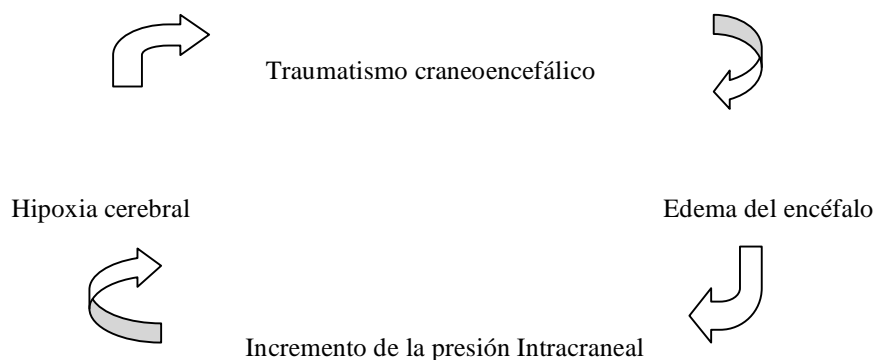 Traumatismo craneoencefálico
Hipoxia cerebral
Edema del encéfalo
Incremento de la presión Intracraneal